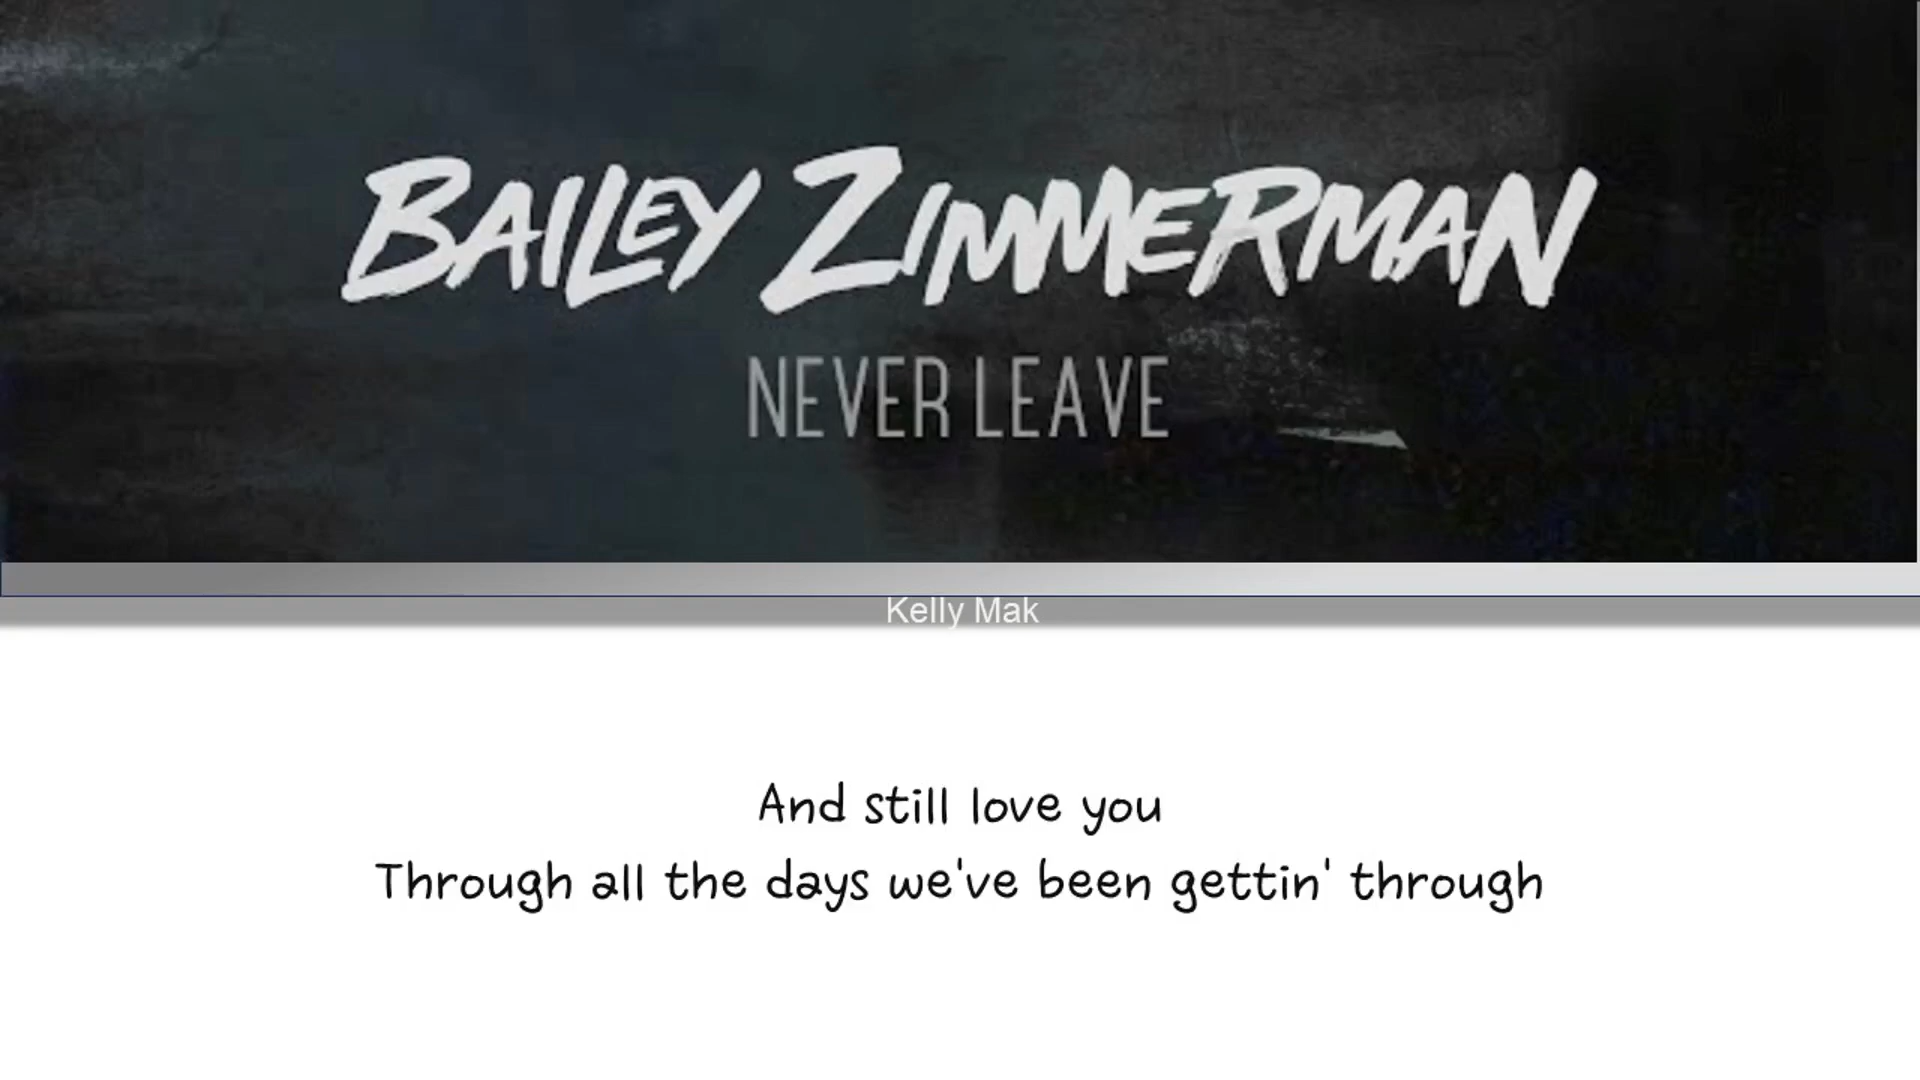 BAILEY ZIMMERMAN
NEVER LEAVE
Kelly Mak
And still love you
Through all the days we've been gettin' through